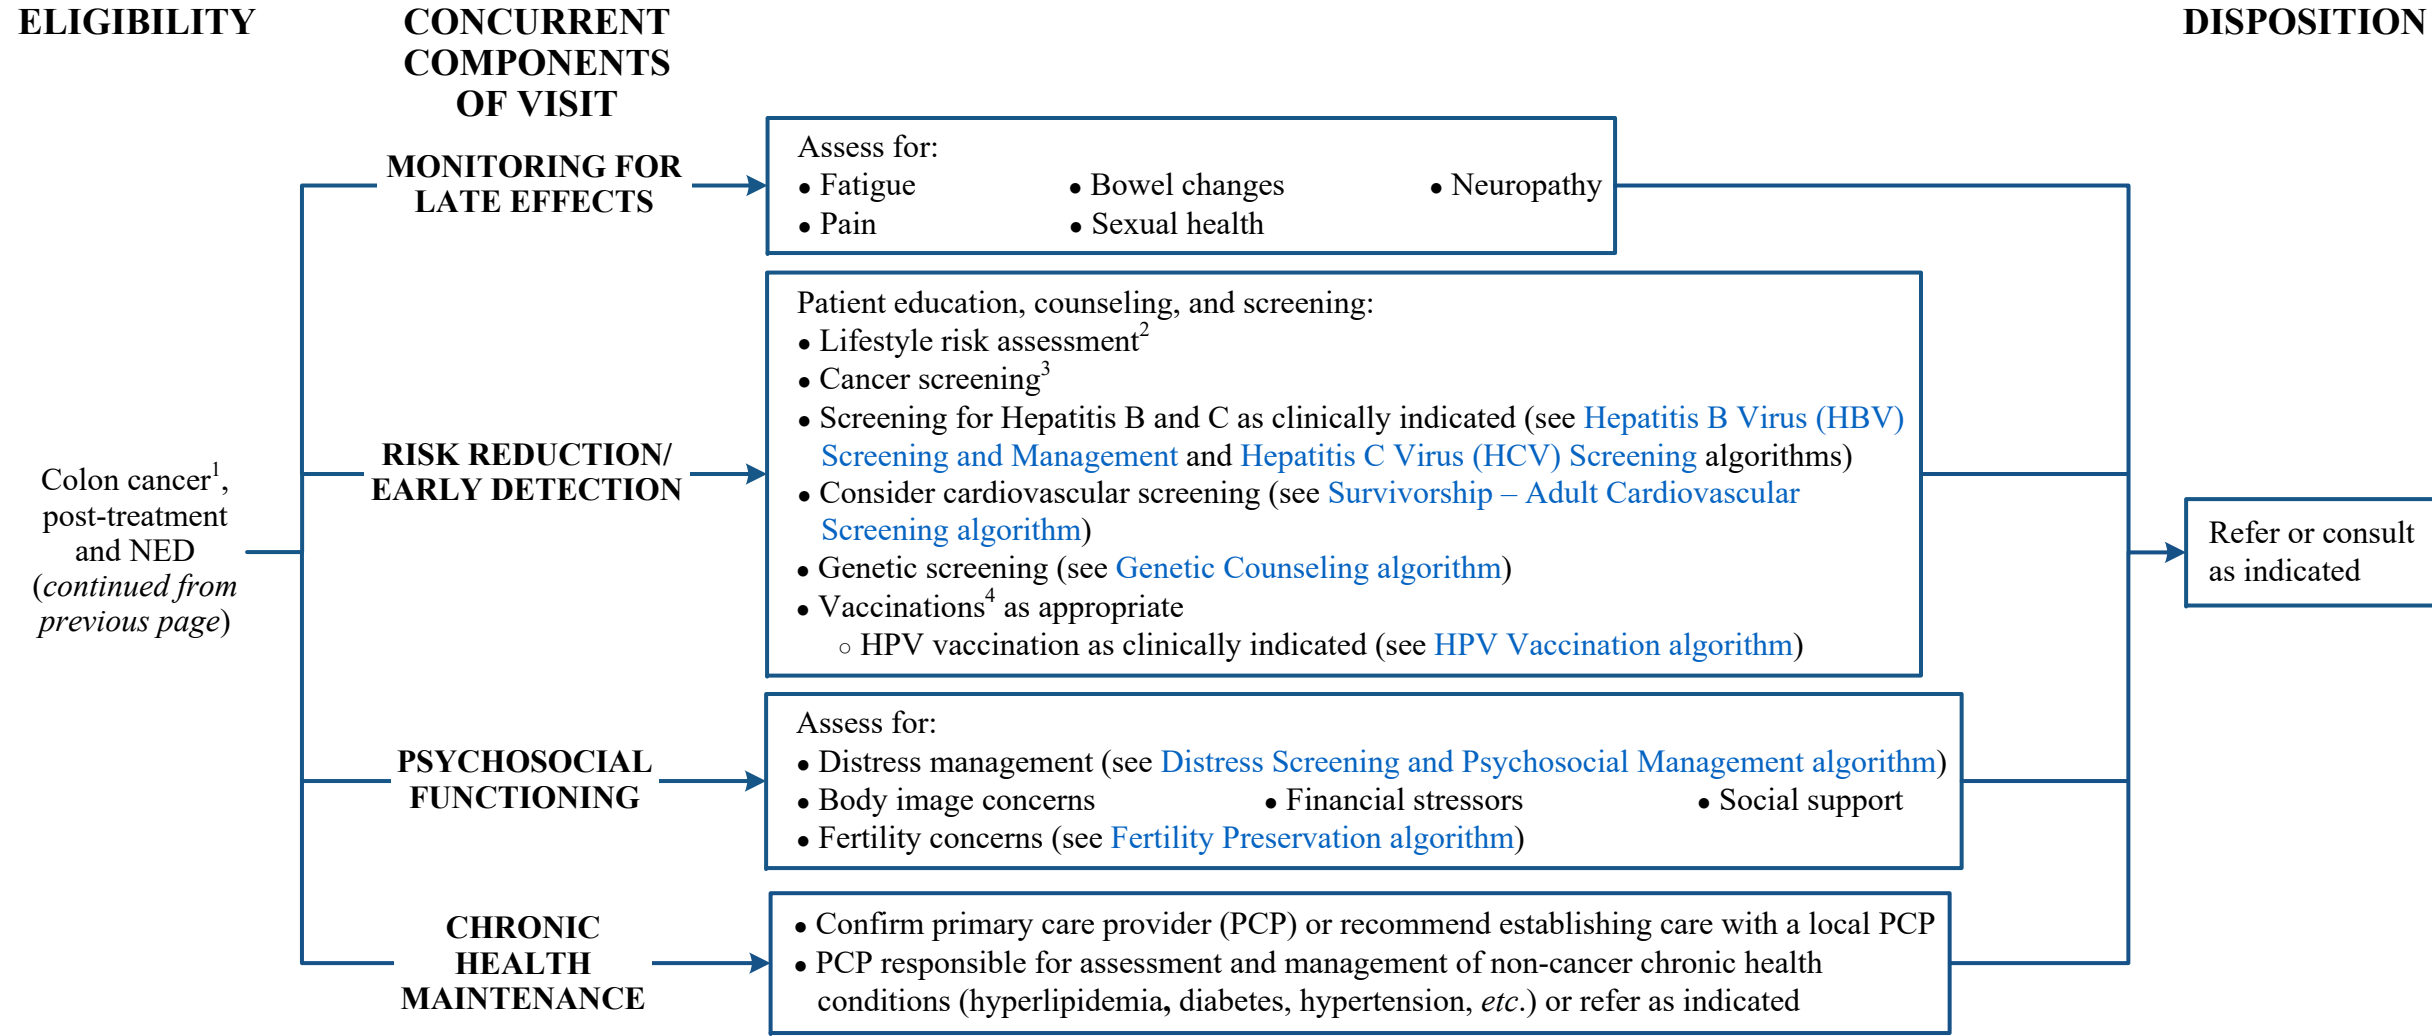 ELIGIBILITY
CONCURRENT
COMPONENTS
OF VISIT
DISPOSITION
Colon cancer1,
post-treatment
and NED
(continued from
previous page)
MONITORING FOR
LATE EFFECTS
Assess for:
● Fatigue ● Bowel changes ● Neuropathy
● Pain ● Sexual health
RISK REDUCTION/
EARLY DETECTION
Patient education, counseling, and screening:
● Lifestyle risk assessment2
● Cancer screening3
● Screening for Hepatitis B and C as clinically indicated (see Hepatitis B Virus (HBV)
Screening and Management and Hepatitis C Virus (HCV) Screening algorithms)
● Consider cardiovascular screening (see Survivorship – Adult Cardiovascular
Screening algorithm)
● Genetic screening (see Genetic Counseling algorithm)
● Vaccinations4 as appropriate
○ HPV vaccination as clinically indicated (see HPV Vaccination algorithm)
PSYCHOSOCIAL
FUNCTIONING
Assess for:
● Distress management (see Distress Screening and Psychosocial Management algorithm)
● Body image concerns ● Financial stressors ● Social support
● Fertility concerns (see Fertility Preservation algorithm)
CHRONIC
HEALTH
MAINTENANCE
● Confirm primary care provider (PCP) or recommend establishing care with a local PCP
● PCP responsible for assessment and management of non-cancer chronic health
conditions (hyperlipidemia, diabetes, hypertension, etc.) or refer as indicated
Refer or consult
as indicated